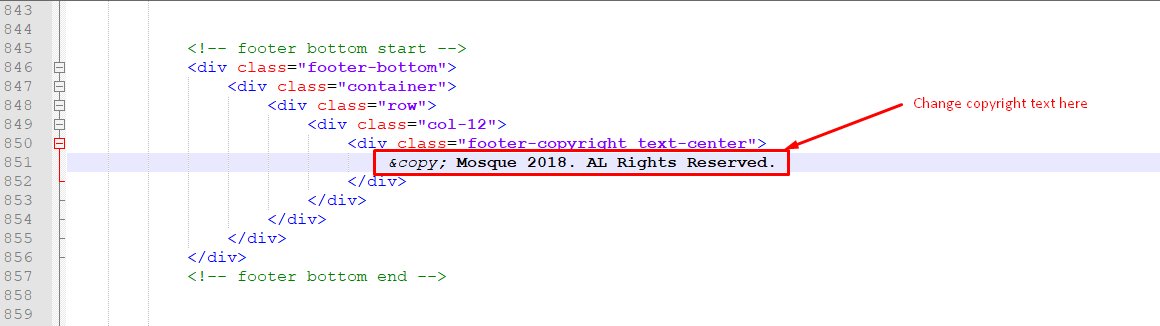 843
844
845 <!-- footer bottom start -->
846 <div class="footer-bottom">
847 <div class="container">
848 <div class="row">
849 <div class="col-12">
Change copyright text here
850 <div class="footer-copyright text-center">
851 &copy; Mosque 2018. AL Rights Reserved.
852 </div>
853 </div>
854 </div>
855 </div>
856 </div>
857 <!-- footer bottom end -->
858
859